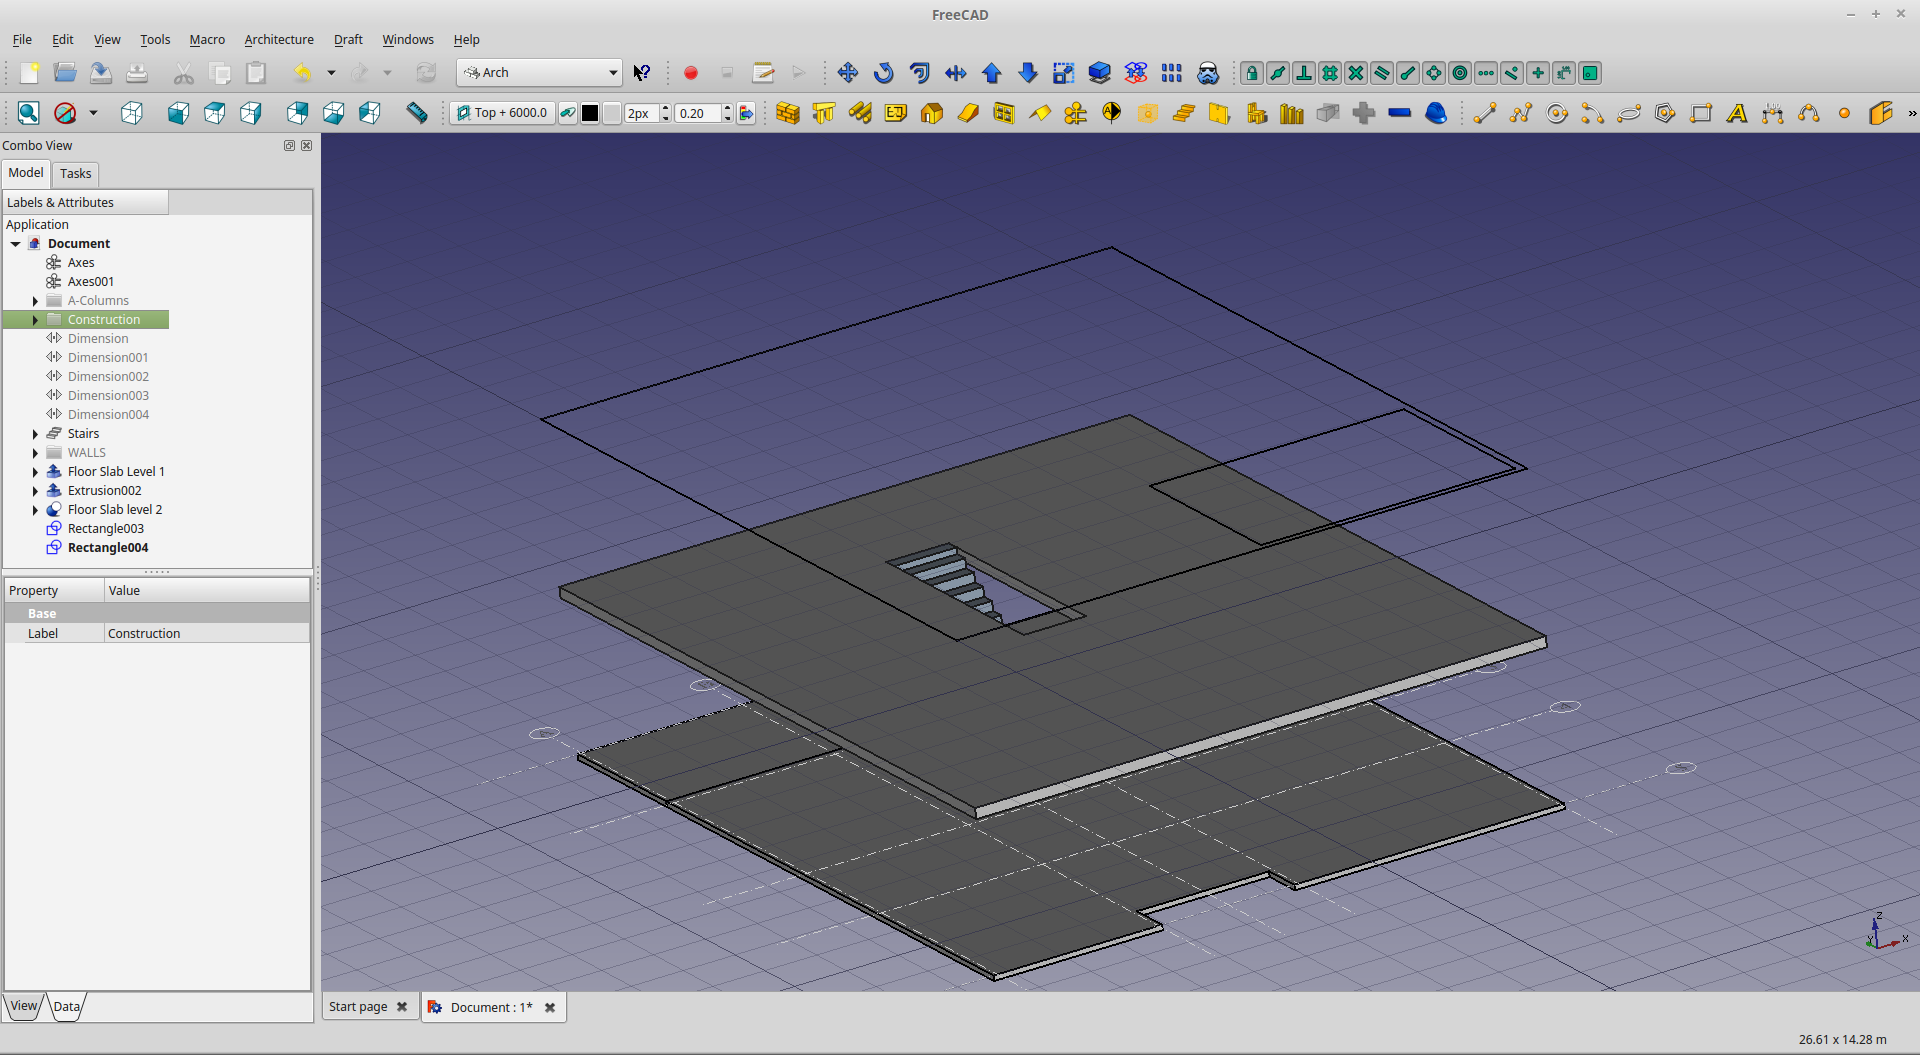 FreeCAD
File Edit View Tools Macro Architecture Draft Windows Help
Arch
Top + 6000.0 2px 0.20 »
Combo View
Model Tasks
Labels & Attributes
Application
Document
Axes
Axes001
A-Columns
Construction
Dimension
Dimension001
Dimension002
Dimension003
Dimension004
Stairs
WALLS
Floor Slab Level 1
Extrusion002
Floor Slab level 2
Rectangle003
Rectangle004
Property Value
Base
Label Construction
Z
Y X
View Data
Start page Document : 1*
26.61 x 14.28 m